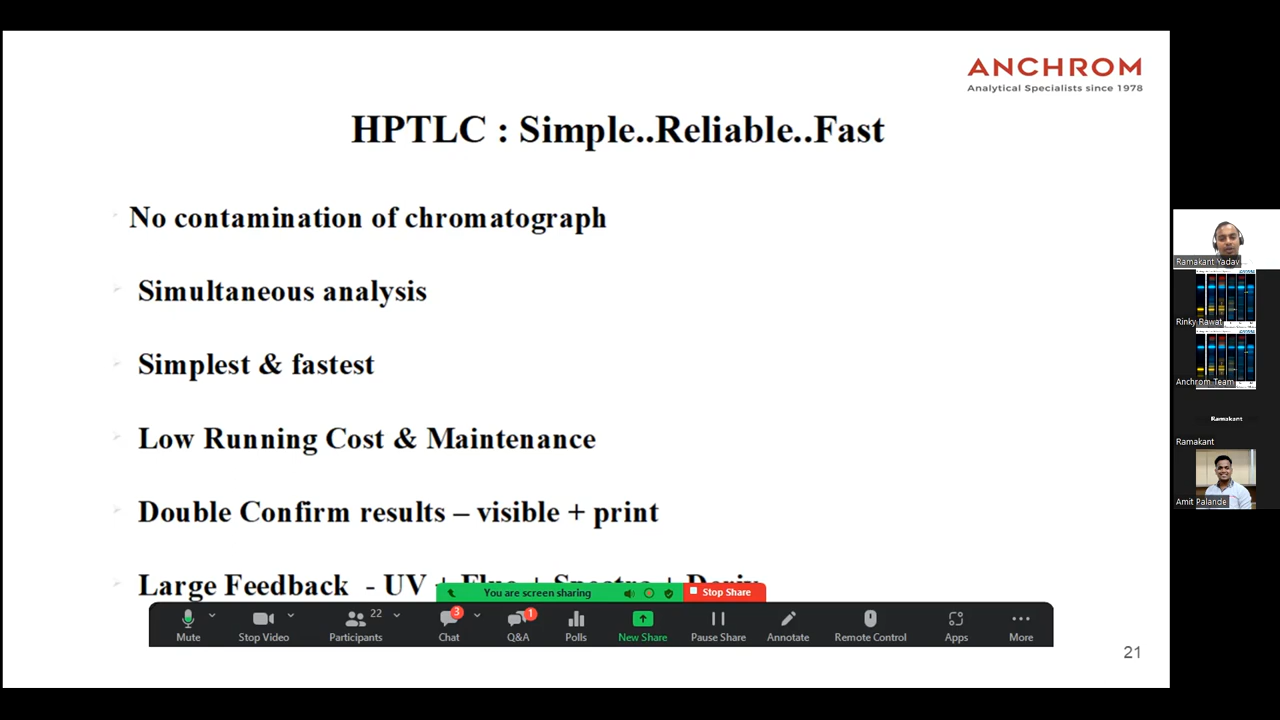 ANCHROM
Analytical Specialists since 1978
HPTLC : Simple..Reliable..Fast
No contamination of chromatograph
Simultaneous analysis
Simplest & fastest
Low Running Cost & Maintenance
Double Confirm results – visible + print
Large Feedback - UV + Fluo + Spectra + Deriv
You are screen sharing
Stop Share
Mute
Stop Video
22
Participants
3
Chat
1
Q&A
Polls
New Share
Pause Share
Annotate
Remote Control
Apps
More
21
Ramakant Yadav
Rinky Rawat
Anchrom Team
Ramakant
Ramakant
Amit Palande